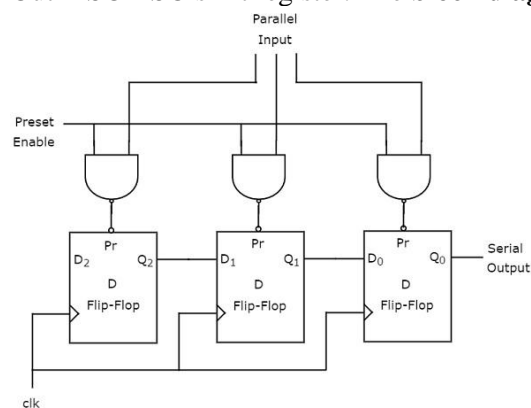 Parallel
Input
Preset
Enable
Pr
Pr
Pr
D2
Q2
D1
Q1
D0
Q0
Serial
Output
D
Flip-Flop
D
Flip-Flop
D
Flip-Flop
clk